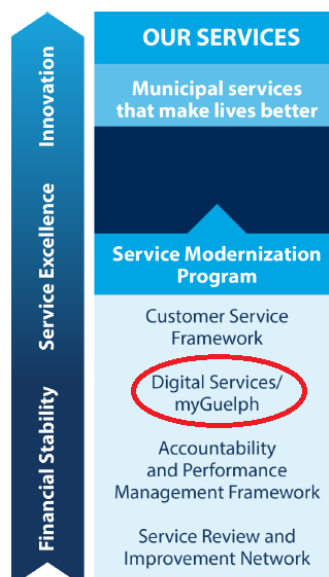 OUR SERVICES
Municipal services
that make lives better
Service Modernization
Program
Customer Service
Framework
Digital Services/
myGuelph
Accountability
and Performance
Management Framework
Service Review and
Improvement Network
Innovation
Service Excellence
Financial Stability